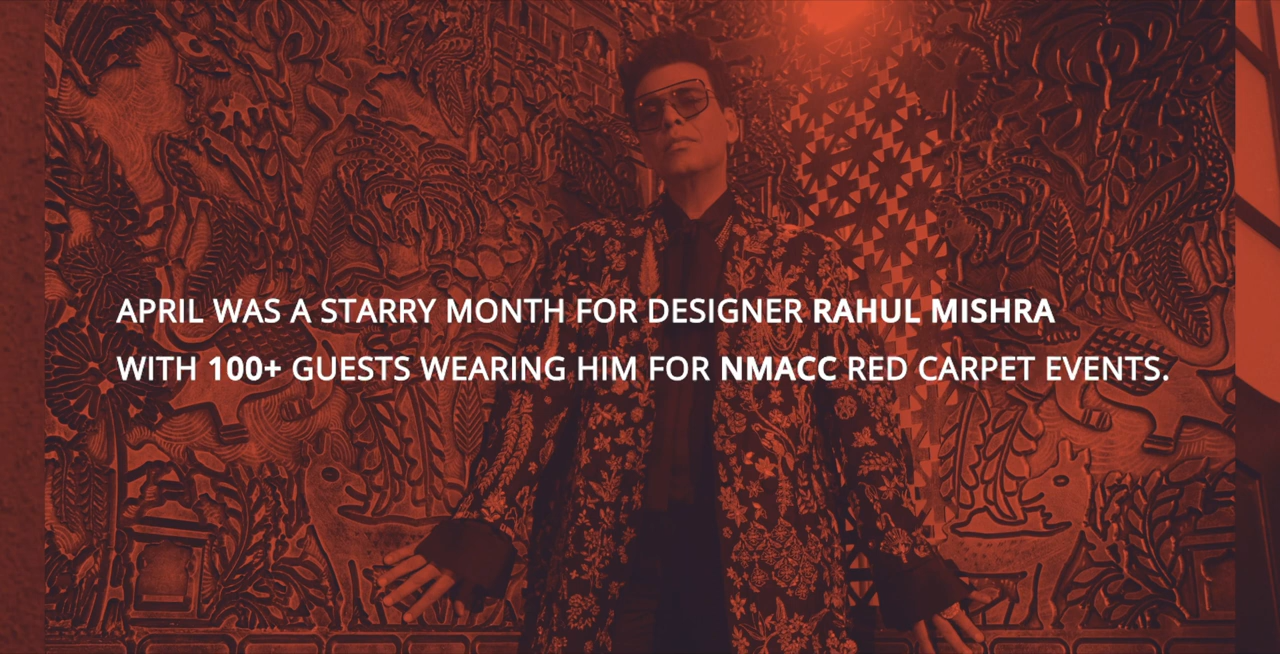 APRIL WAS A STARRY MONTH FOR DESIGNER RAHUL MISHRA
WITH 100+ GUESTS WEARING HIM FOR NMACC RED CARPET EVENTS.